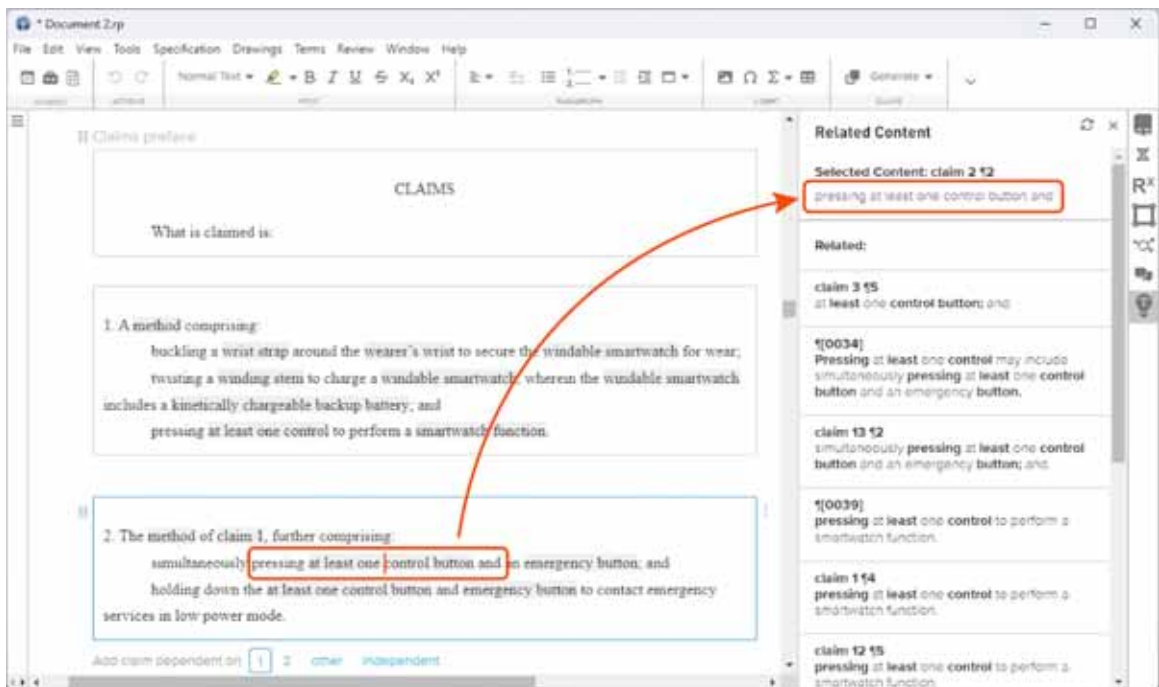 * Document 2.rp
File Edit View Tools Specification Drawings Terms Review Window Help
Normal Text B I U S X₁ X¹ Ω Σ Generate
Claims preface
CLAIMS
What is claimed is:
1. A method comprising:
buckling a wrist strap around the wearer's wrist to secure the windable smartwatch for wear;
twisting a winding stem to charge a windable smartwatch, wherein the windable smartwatch
includes a kinetically chargeable backup battery; and
pressing at least one control to perform a smartwatch function.
2. The method of claim 1, further comprising:
simultaneously pressing at least one control button and an emergency button; and
holding down the at least one control button and emergency button to contact emergency
services in low power mode.
Add claim dependent on 1 2 other independent
Related Content
Selected Content: claim 2 ¶2
pressing at least one control button and
Related:
claim 3 ¶5
at least one control button; and
¶[0034]
Pressing at least one control may include
simultaneously pressing at least one control
button and an emergency button.
claim 13 ¶2
simultaneously pressing at least one control
button and an emergency button; and
¶[0039]
pressing at least one control to perform a
smartwatch function.
claim 1 ¶4
pressing at least one control to perform a
smartwatch function.
claim 12 ¶5
pressing at least one control to perform a
smartwatch function.
Rˣ